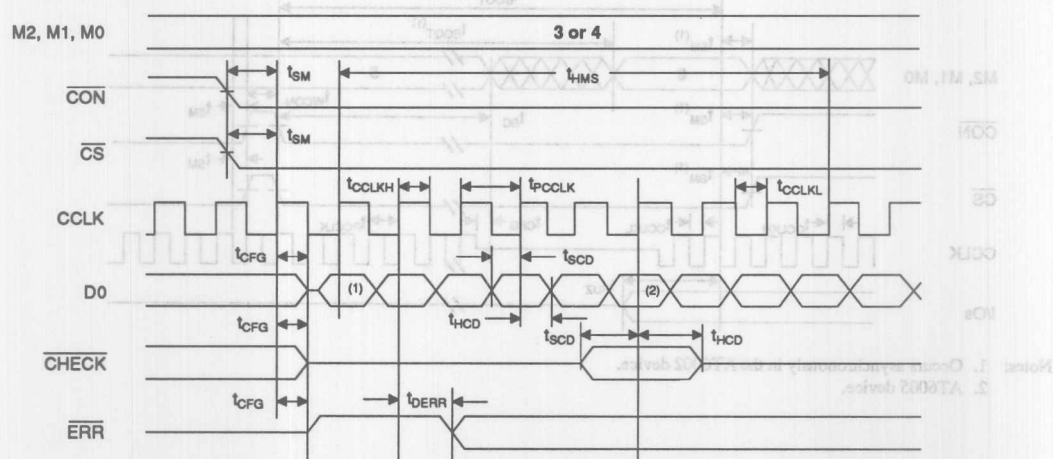 M2, M1, M0
3 or 4
tSM
tHMS
CON
tSM
CS
tCCLKH
tPCCLK
tCCLKL
CCLK
tCFG
tSCD
D0
(1)
(2)
tCFG
tHCD
tSCD
tHCD
CHECK
tCFG
tDERR
ERR